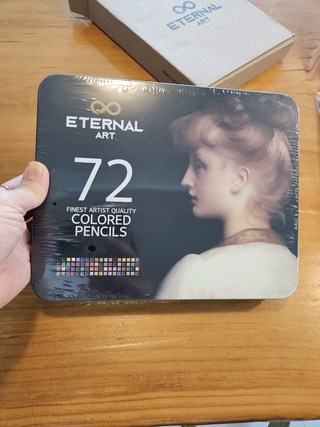 ETERNAL
ART
ETERNAL
ART
72
FINEST ARTIST QUALITY
COLORED
PENCILS